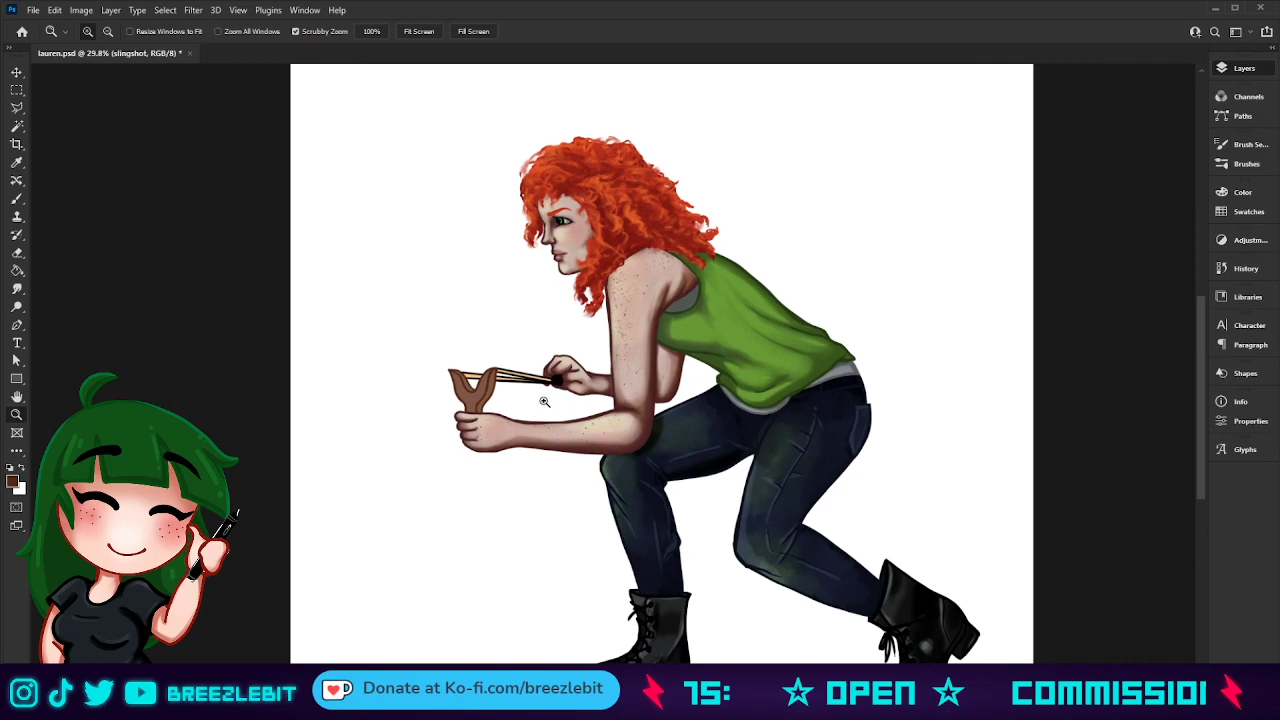 Ps File Edit Image Layer Type Select Filter 3D View Plugins Window Help
Resize Windows to Fit Zoom All Windows Scrubby Zoom 100% Fit Screen Fill Screen
lauren.psd @ 29.8% (slingshot, RGB/8) * ×
Layers
Channels
Paths
Brush Se...
Brushes
Color
Swatches
Adjustm...
History
Libraries
Character
Paragraph
Shapes
Info
Properties
Glyphs
BREEZLEBIT Donate at Ko-fi.com/breezlebit 75: ☆ OPEN ☆ COMMISSIO